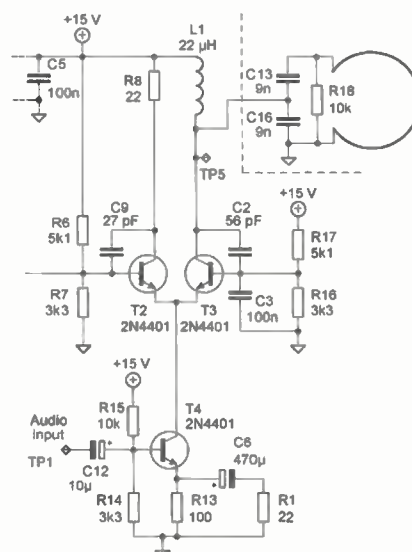 +15 V
L1
22 µH
C5
100n
R8
22
C13
9n
R18
10k
C16
9n
TP5
+15 V
C9
27 pF
C2
56 pF
R6
5k1
R17
5k1
R7
3k3
T2
2N4401
T3
2N4401
C3
100n
R16
3k3
+15 V
R15
10k
T4
2N4401
Audio
input
TP1
C12
10µ
C6
470µ
R14
3k3
R13
100
R1
22